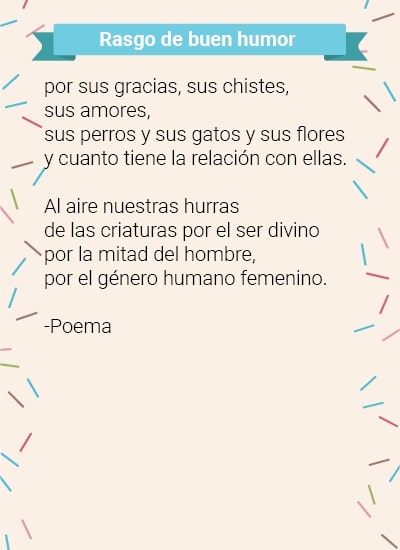 Rasgo de buen humor
por sus gracias, sus chistes,
sus amores,
sus perros y sus gatos y sus flores
y cuanto tiene la relación con ellas.
Al aire nuestras hurras
de las criaturas por el ser divino
por la mitad del hombre,
por el género humano femenino.
-Poema